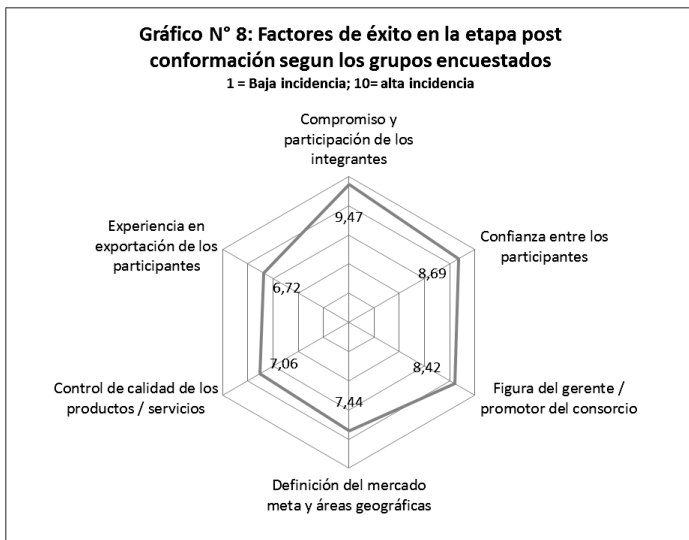 Gráfico N° 8: Factores de éxito en la etapa post
conformación segun los grupos encuestados
1 = Baja incidencia; 10= alta incidencia
Compromiso y
participación de los
integrantes
9,47
Confianza entre los
participantes
8,69
Figura del gerente /
promotor del consorcio
8,42
Definición del mercado
meta y áreas geográficas
7,44
Control de calidad de los
productos / servicios
7,06
Experiencia en
exportación de los
participantes
6,72